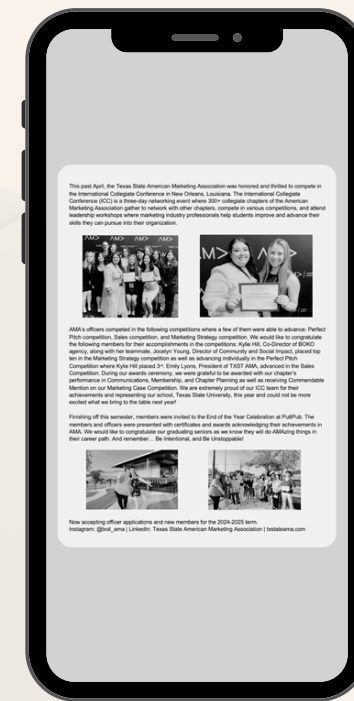 This past April, the Texas State American Marketing Association was honored and thrilled to compete in
the International Collegiate Conference in New Orleans, Louisiana. The International Collegiate
Conference (ICC) is a three-day networking event where 300+ collegiate chapters of the American
Marketing Association gather to network with other chapters, compete in various competitions, and attend
leadership workshops where marketing industry professionals help students improve and advance their
skills they can pursue into their organization.
AMA's officers competed in the following competitions where a few of them were able to advance: Perfect
Pitch competition, Sales competition, and Marketing Strategy competition. We would like to congratulate
the following members for their accomplishments in the competitions: Kylie Hill, Co-Director of BOKO
agency, along with her teammate, Jocelyn Young, Director of Community and Social Impact, placed top
ten in the Marketing Strategy competition as well as advancing individually in the Perfect Pitch
Competition where Kylie Hill placed 3rd. Emily Lyons, President of TXST AMA, advanced in the Sales
Competition. During our awards ceremony, we were grateful to be awarded with our chapter's
performance in Communications, Membership, and Chapter Planning as well as receiving Commendable
Mention on our Marketing Case Competition. We are extremely proud of our ICC team for their
achievements and representing our school, Texas State University, this year and could not be more
excited what we bring to the table next year!
Finishing off this semester, members were invited to the End of the Year Celebration at PullPub. The
members and officers were presented with certificates and awards acknowledging their achievements in
AMA. We would like to congratulate our graduating seniors as we know they will do AMAzing things in
their career path. And remember... Be Intentional, and Be Unstoppable!
Now accepting officer applications and new members for the 2024-2025 term.
Instagram: @txst_ama | LinkedIn: Texas State American Marketing Association | txstateama.com